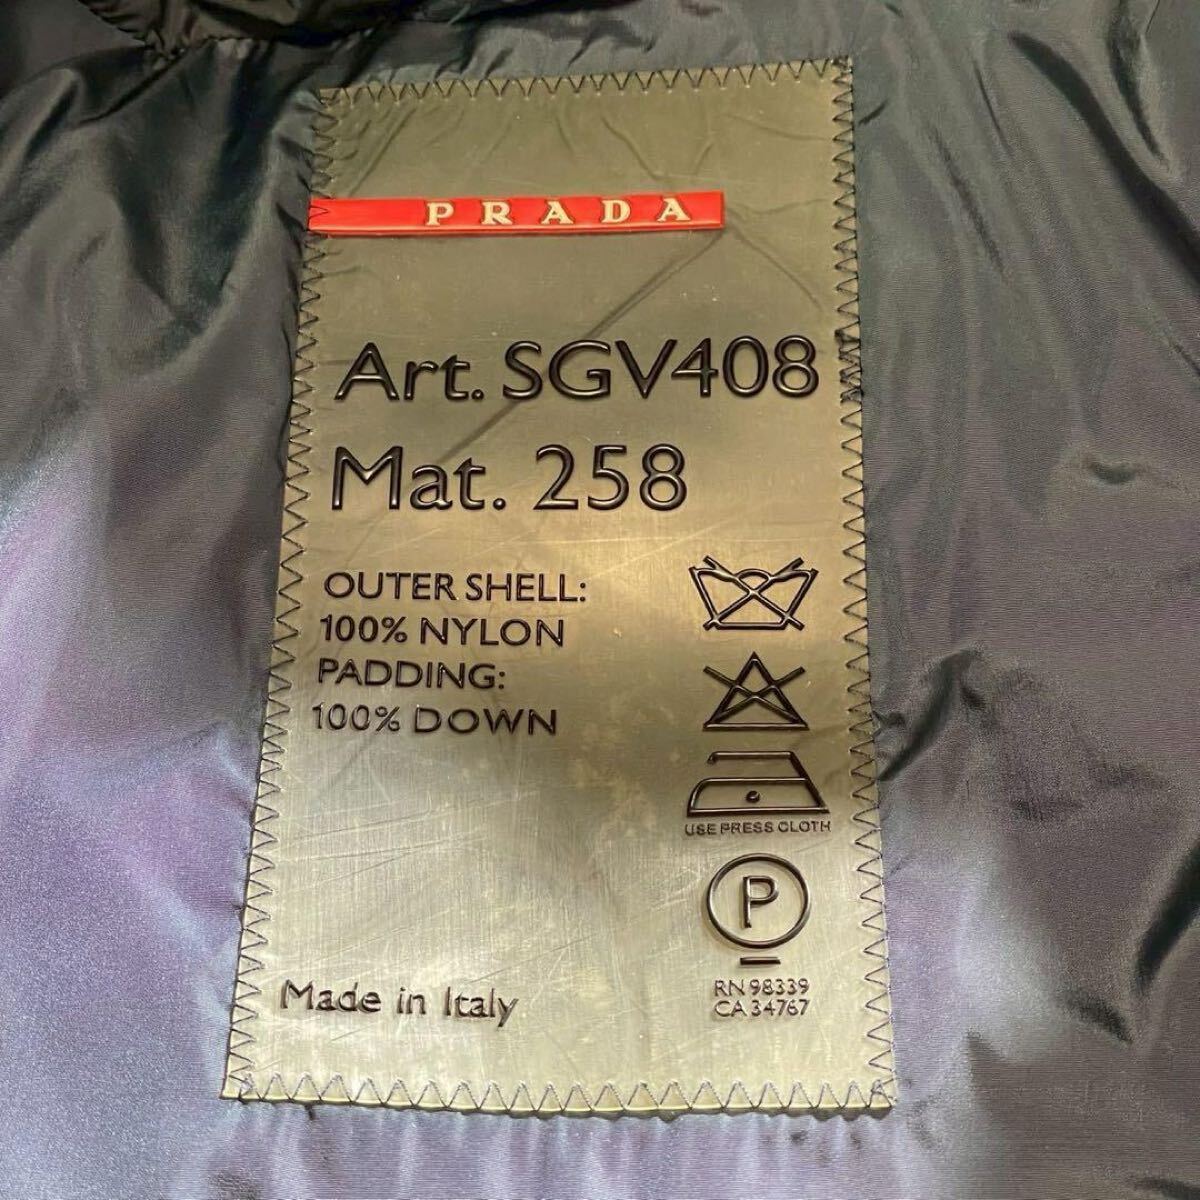 PRADA
Art. SGV408
Mat. 258
OUTER SHELL:
100% NYLON
PADDING:
100% DOWN
USE PRESS CLOTH
P
RN 98339
CA 34767
Made in Italy